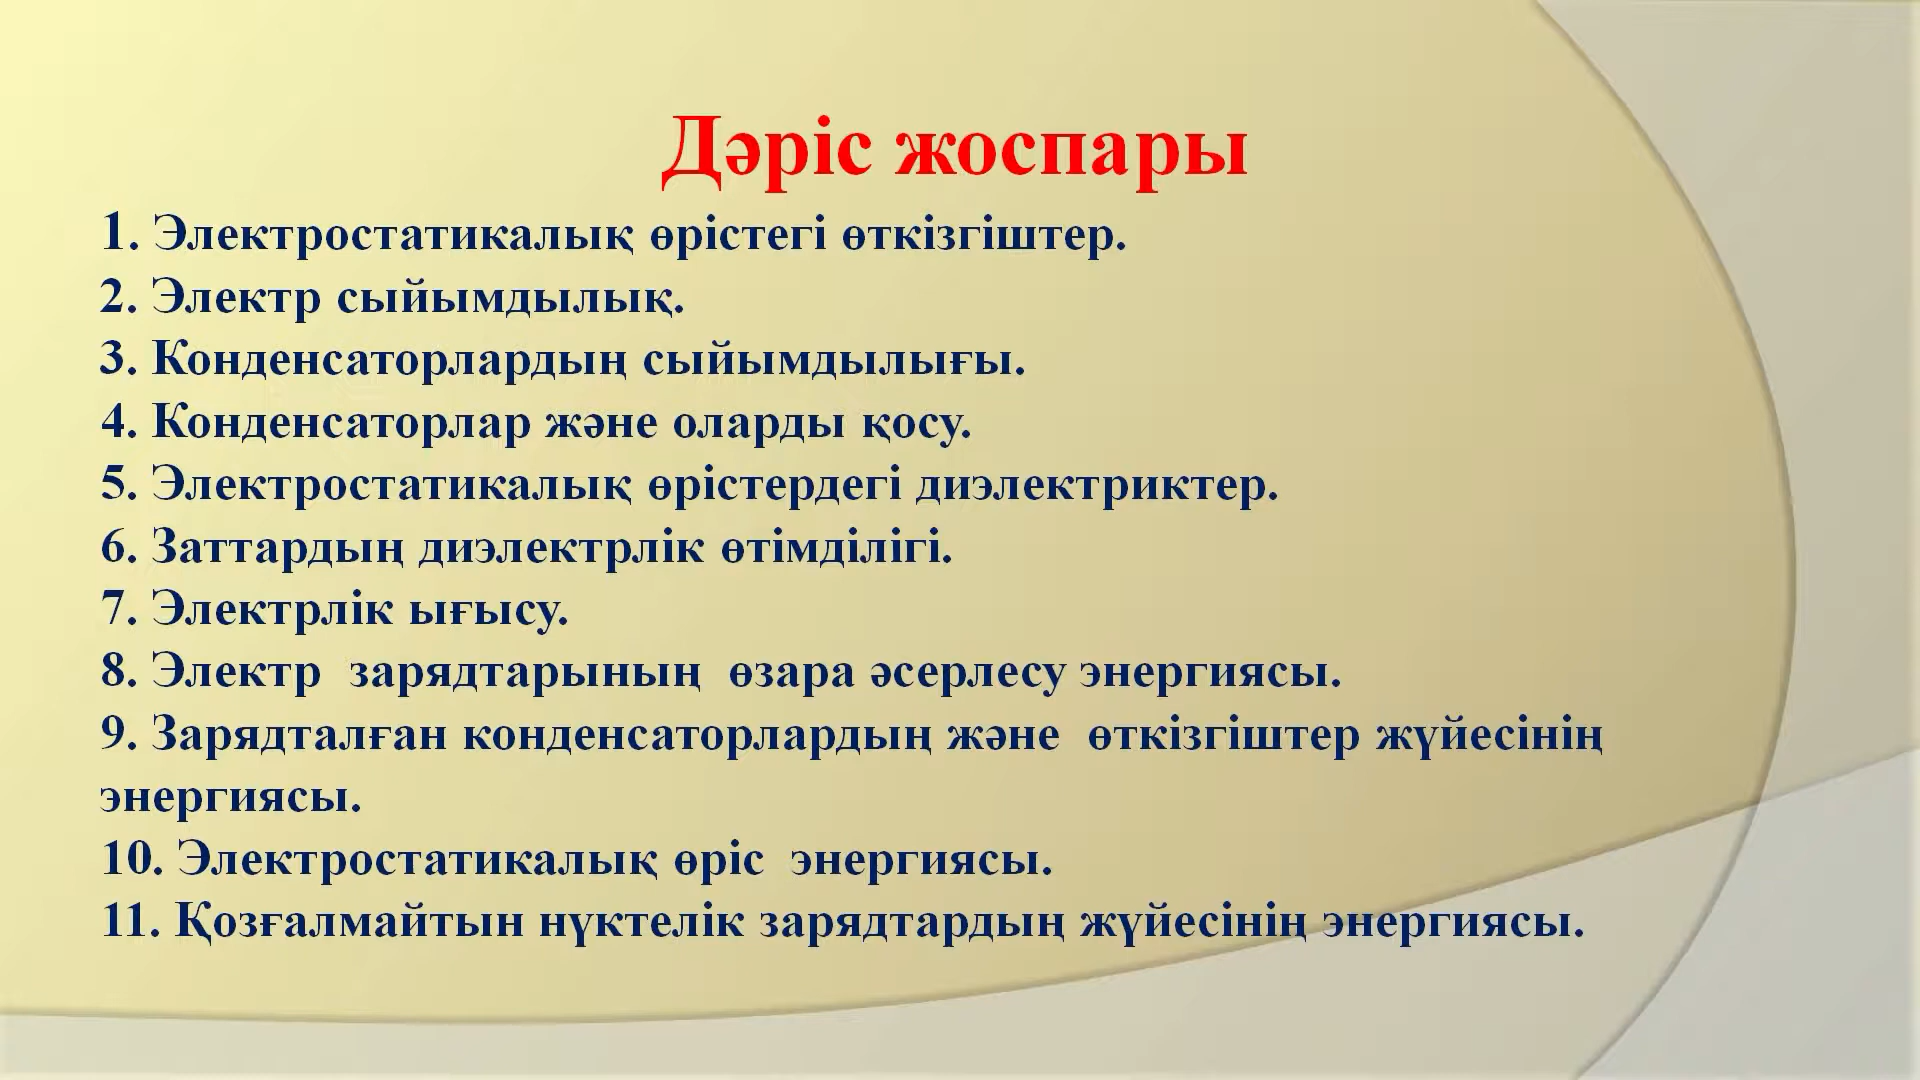 Дәріс жоспары
1. Электростатикалық өрістегі өткізгіштер.
2. Электр сыйымдылық.
3. Конденсаторлардың сыйымдылығы.
4. Конденсаторлар және оларды қосу.
5. Электростатикалық өрістердегі диэлектриктер.
6. Заттардың диэлектрлік өтімділігі.
7. Электрлік ығысу.
8. Электр  зарядтарының  өзара әсерлесу энергиясы.
9. Зарядталған конденсаторлардың және  өткізгіштер жүйесінің
энергиясы.
10. Электростатикалық өріс  энергиясы.
11. Қозғалмайтын нүктелік зарядтардың жүйесінің энергиясы.